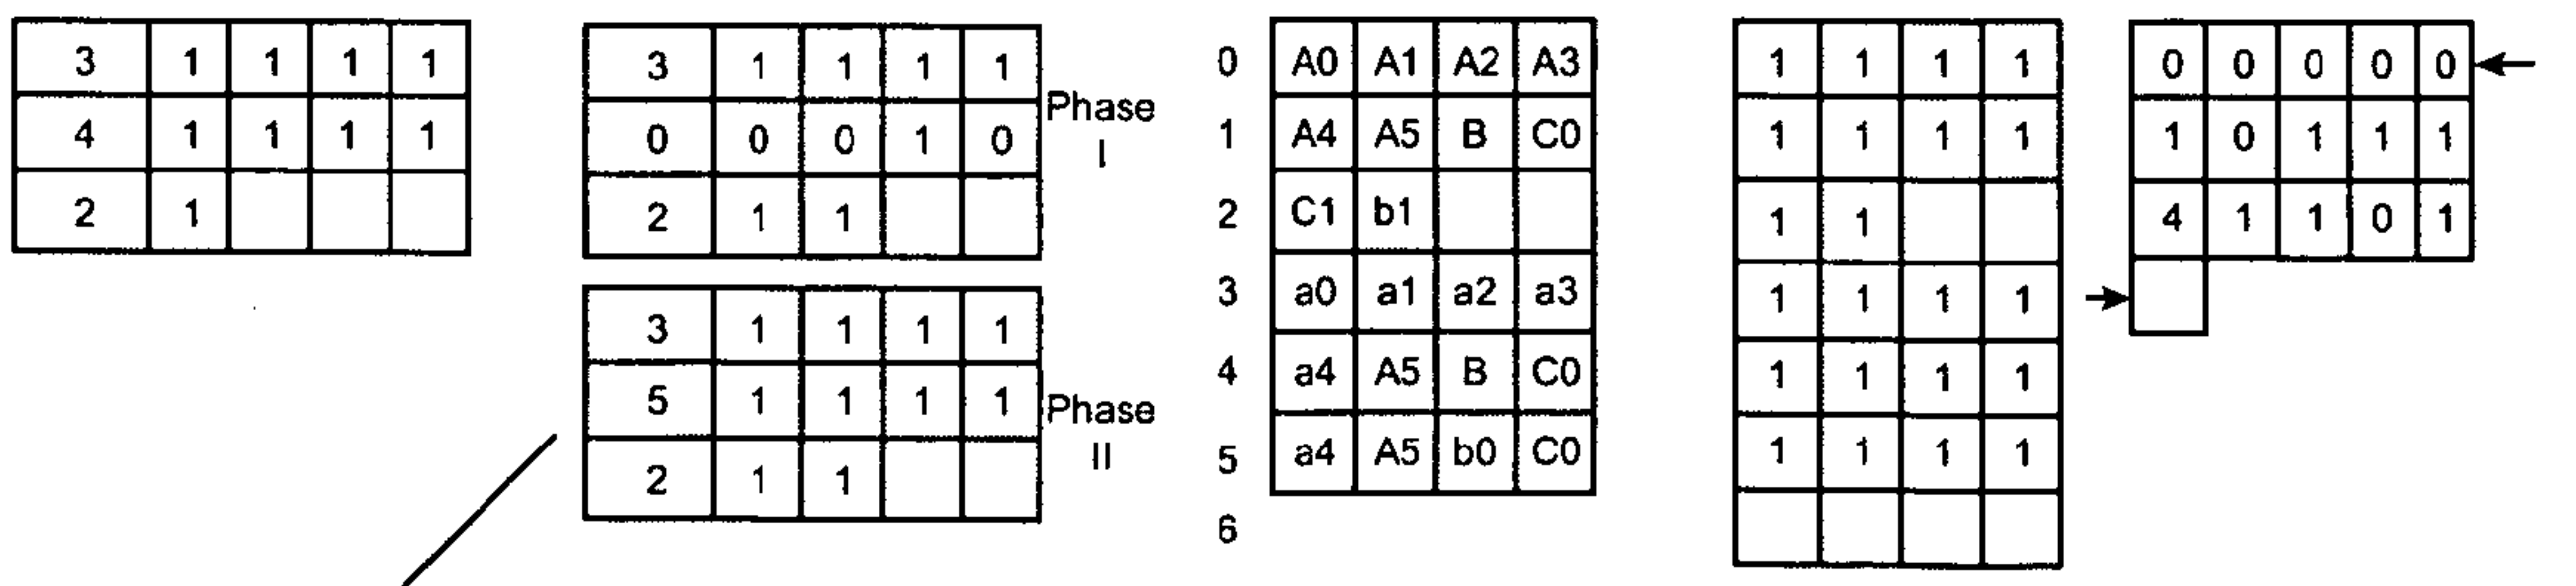 3 1 1 1 1
4 1 1 1 1
2 1
3 1 1 1 1
0 0 0 1 0
2 1 1
Phase
I
3 1 1 1 1
5 1 1 1 1
2 1 1
Phase
II
0 A0 A1 A2 A3
1 A4 A5 B C0
2 C1 b1
3 a0 a1 a2 a3
4 a4 A5 B C0
5 a4 A5 b0 C0
6
1 1 1 1
1 1 1 1
1 1
1 1 1 1
1 1 1 1
1 1 1 1
0 0 0 0 0
1 0 1 1 1
4 1 1 0 1